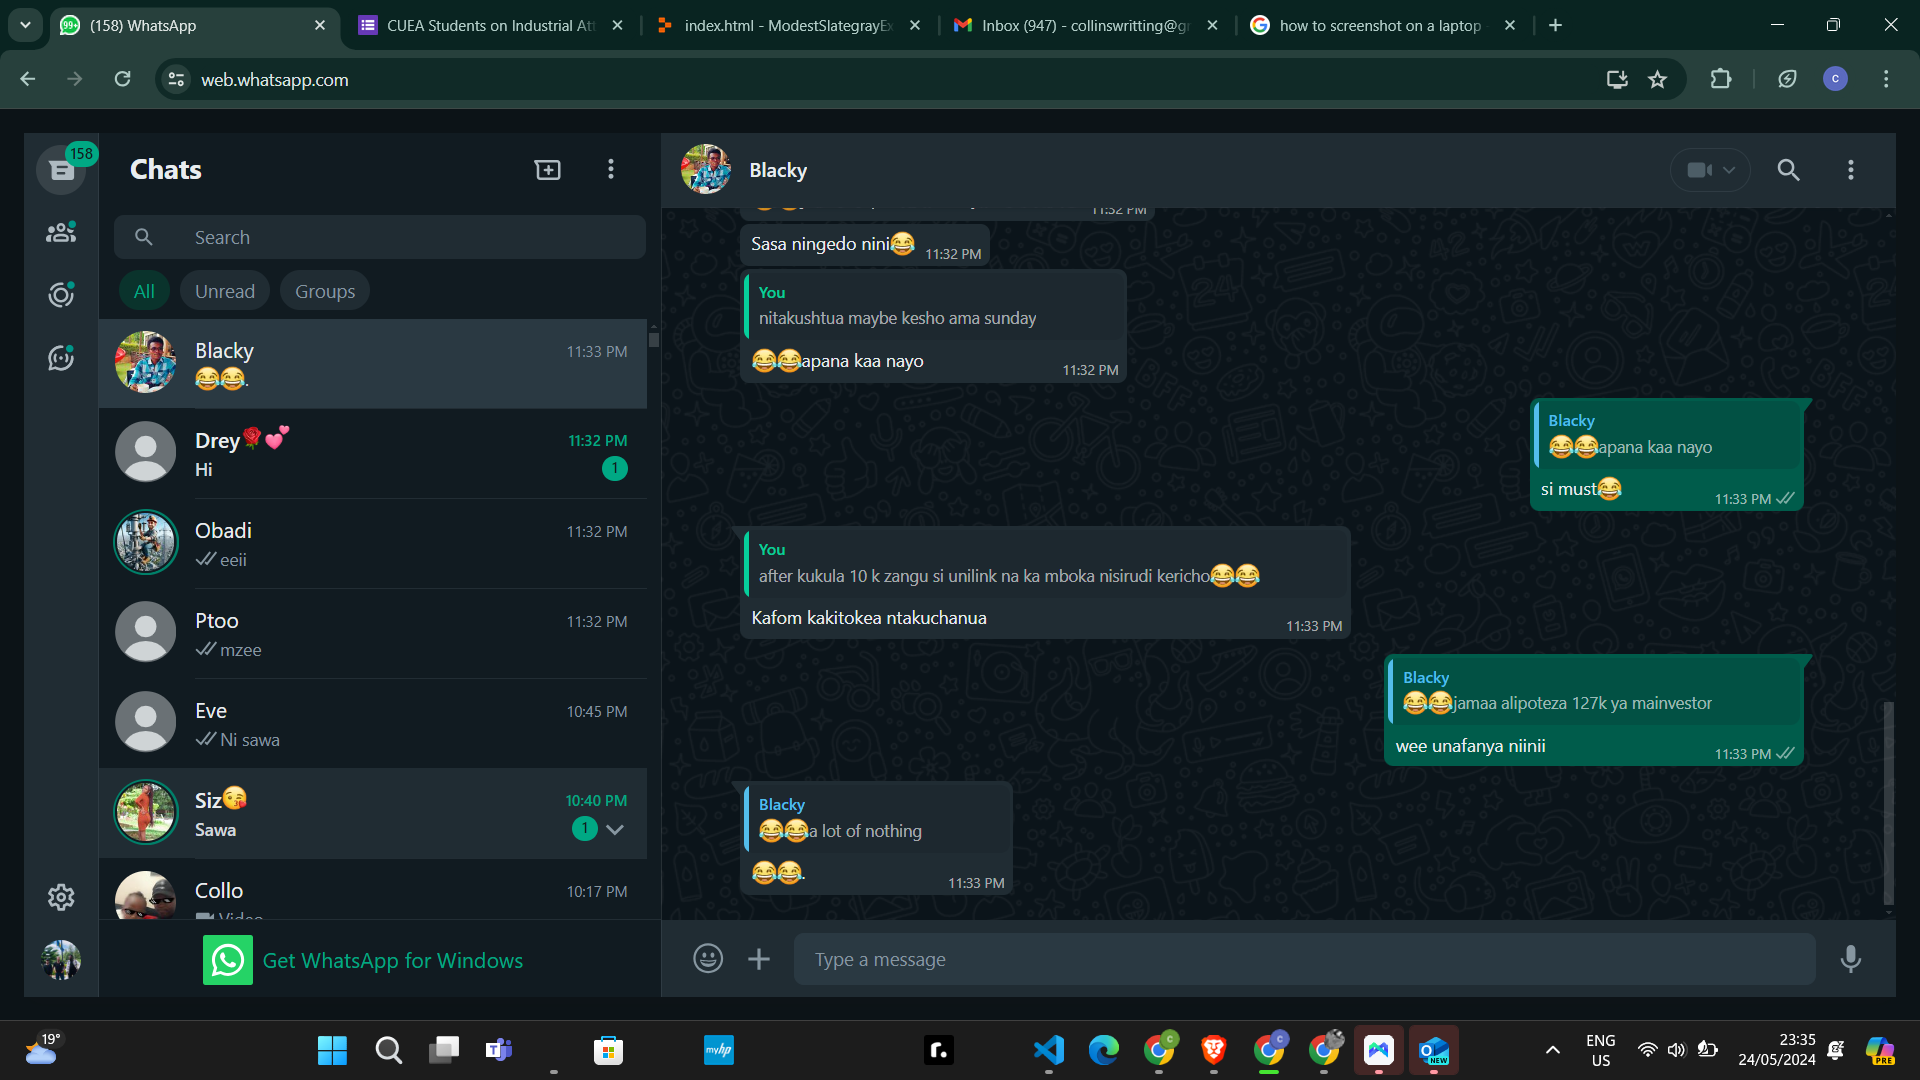 (158) WhatsApp
CUEA Students on Industrial Att
index.html - ModestSlategrayEx
Inbox (947) - collinswritting@g
how to screenshot on a laptop
web.whatsapp.com
C
158
Chats
Search
All
Unread
Groups
Blacky
11:33 PM
😂😂.
Drey🌹💕
11:32 PM
Hi
1
Obadi
11:32 PM
eeii
Ptoo
11:32 PM
mzee
Eve
10:45 PM
Ni sawa
Siz😘
10:40 PM
Sawa
1
Collo
10:17 PM
Video
Get WhatsApp for Windows
Blacky
11:32 PM
Sasa ningedo nini😂
11:32 PM
You
nitakushtua maybe kesho ama sunday
😂😂apana kaa nayo
11:32 PM
Blacky
😂😂apana kaa nayo
si must😂
11:33 PM
You
after kukula 10 k zangu si unilink na ka mboka nisirudi kericho😂😂
Kafom kakitokea ntakuchanua
11:33 PM
Blacky
😂😂jamaa alipoteza 127k ya mainvestor
wee unafanya niinii
11:33 PM
Blacky
😂😂a lot of nothing
😂😂.
11:33 PM
Type a message
19°
myhp
NEW
ENG
US
23:35
24/05/2024
PRE